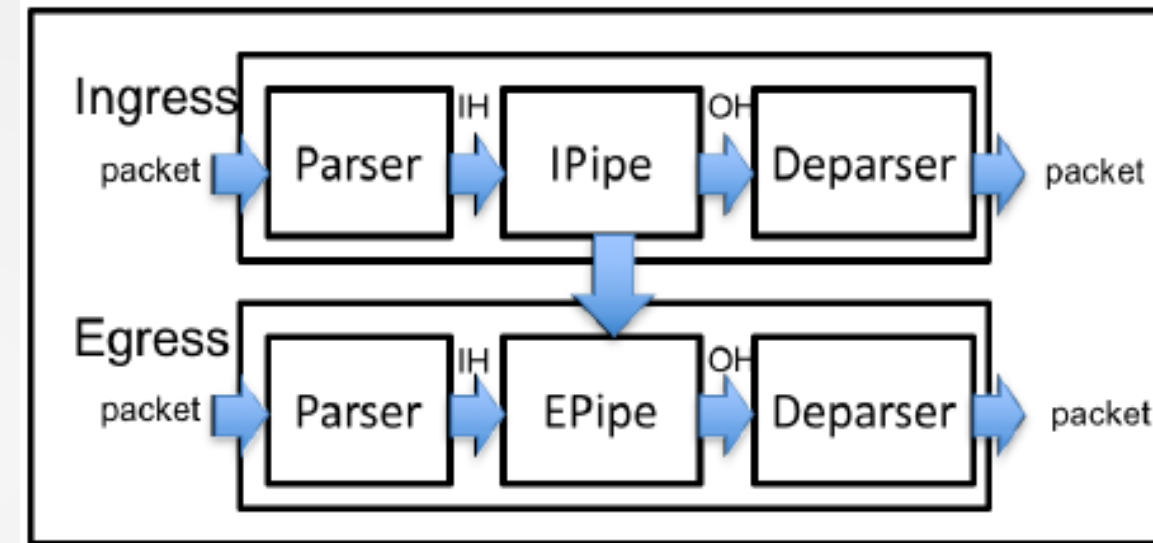 Ingress
packet
Parser
IH
IPipe
OH
Deparser
packet
Egress
packet
Parser
IH
EPipe
OH
Deparser
packet